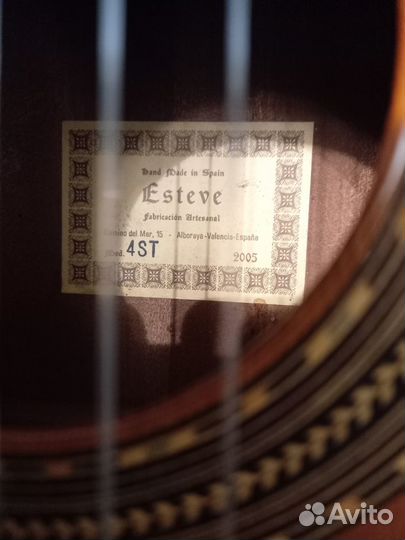 Hand Made in Spain
Esteve
Fabricación Artesanal
Camino del Mar, 15 - Alboraya-Valencia-España
Mod. 4ST 2005
Avito